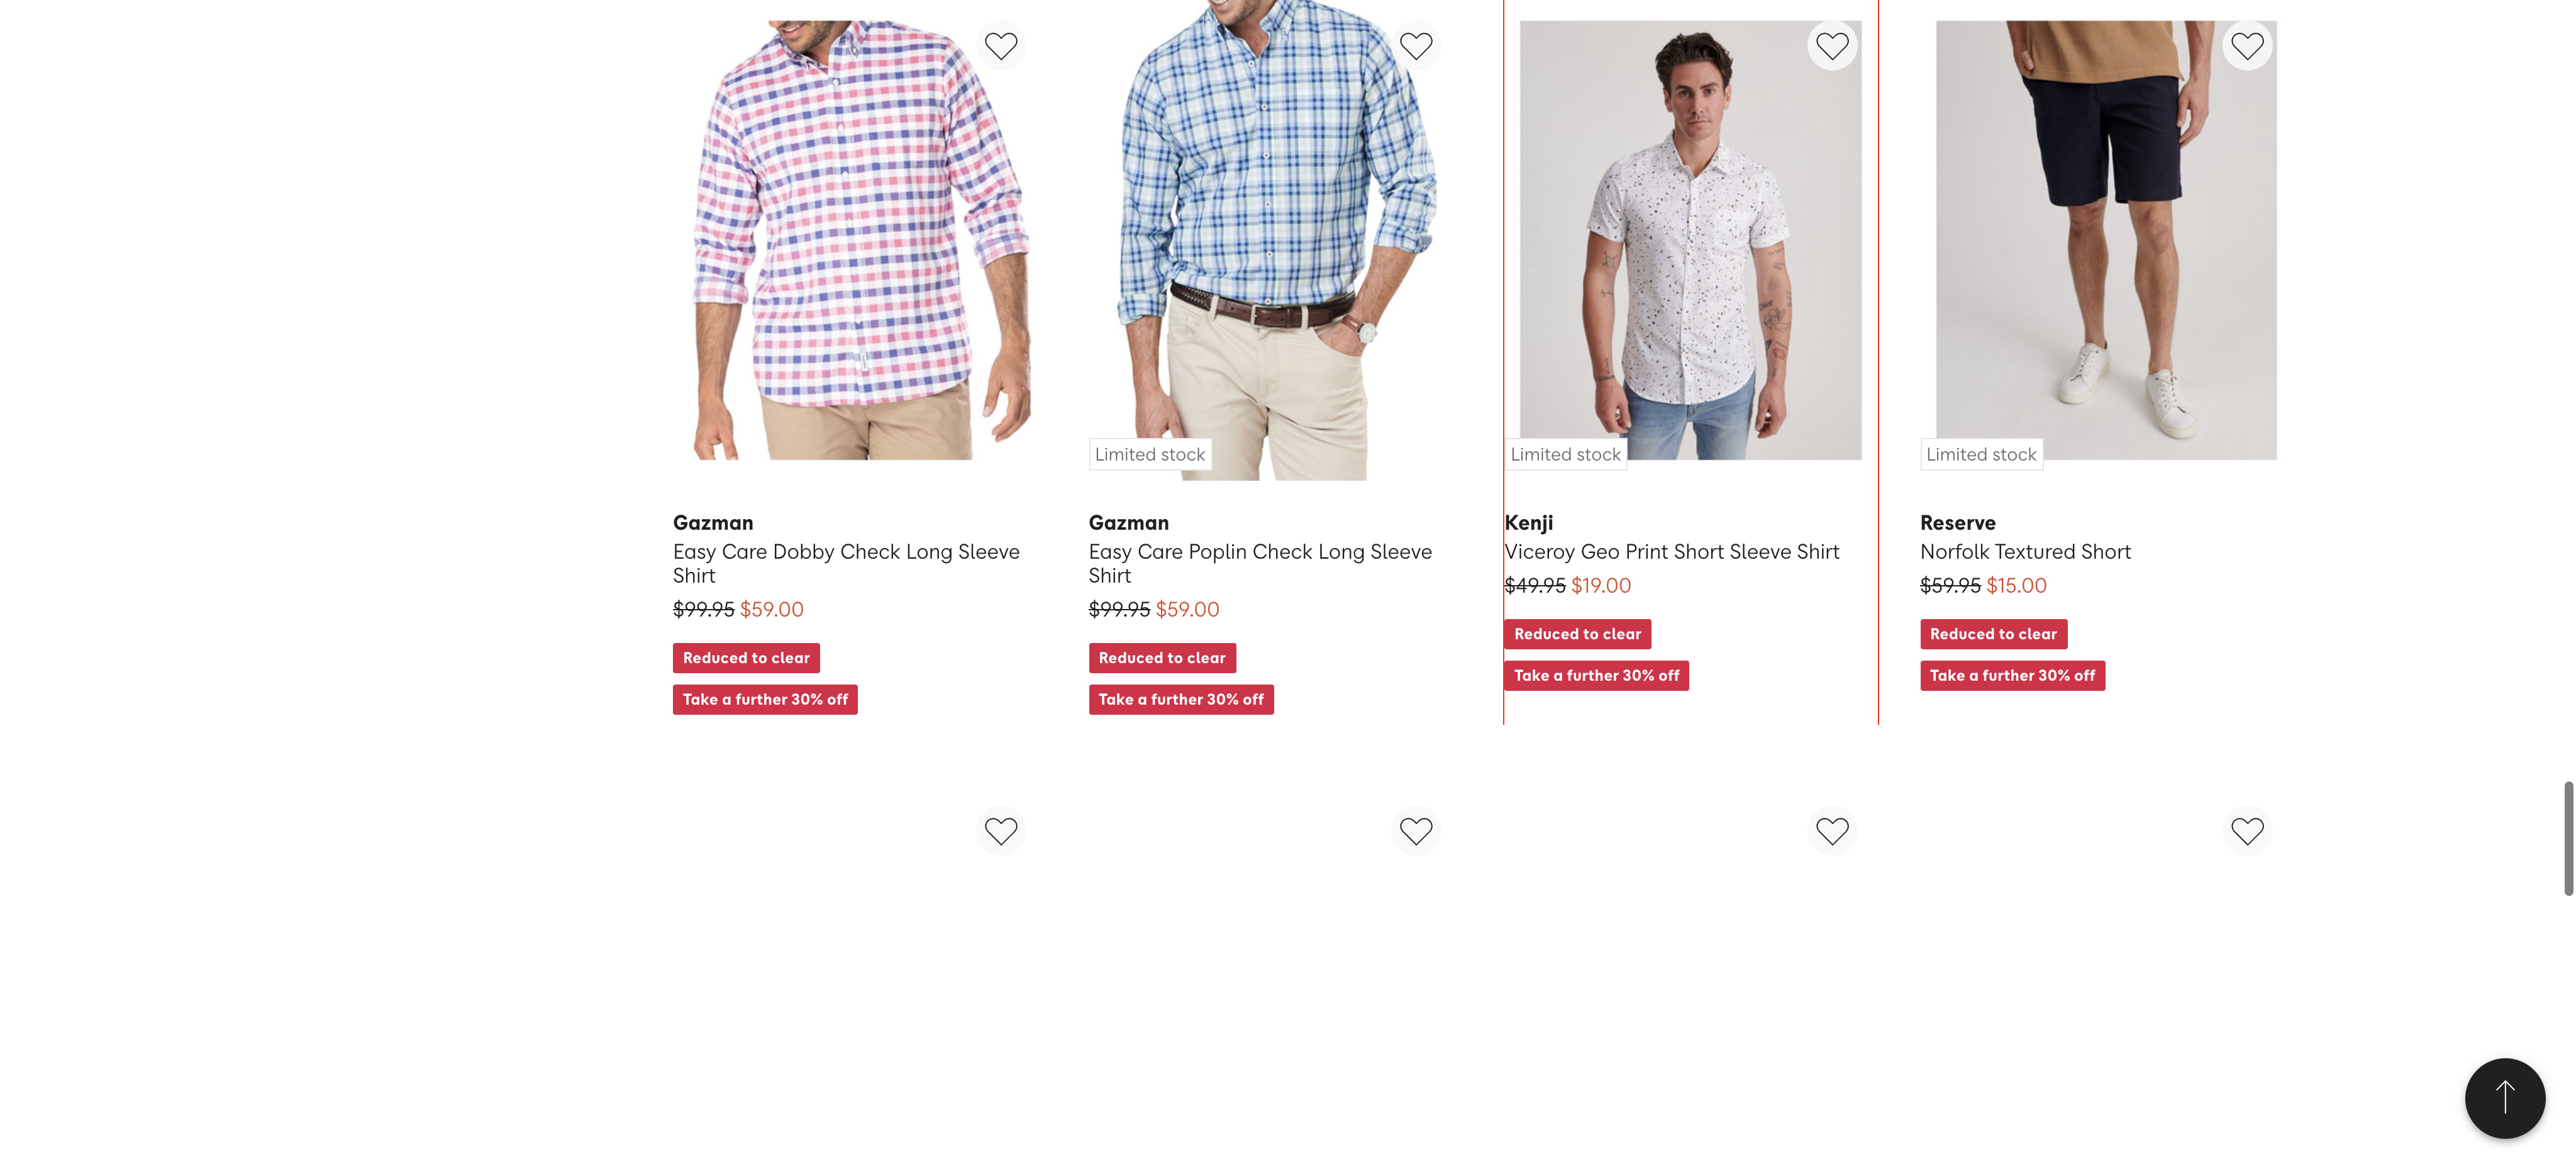 Limited stock
Limited stock
Limited stock
Gazman
Easy Care Dobby Check Long Sleeve
Shirt
$99.95 $59.00
Reduced to clear
Take a further 30% off
Gazman
Easy Care Poplin Check Long Sleeve
Shirt
$99.95 $59.00
Reduced to clear
Take a further 30% off
Kenji
Viceroy Geo Print Short Sleeve Shirt
$49.95 $19.00
Reduced to clear
Take a further 30% off
Reserve
Norfolk Textured Short
$59.95 $15.00
Reduced to clear
Take a further 30% off